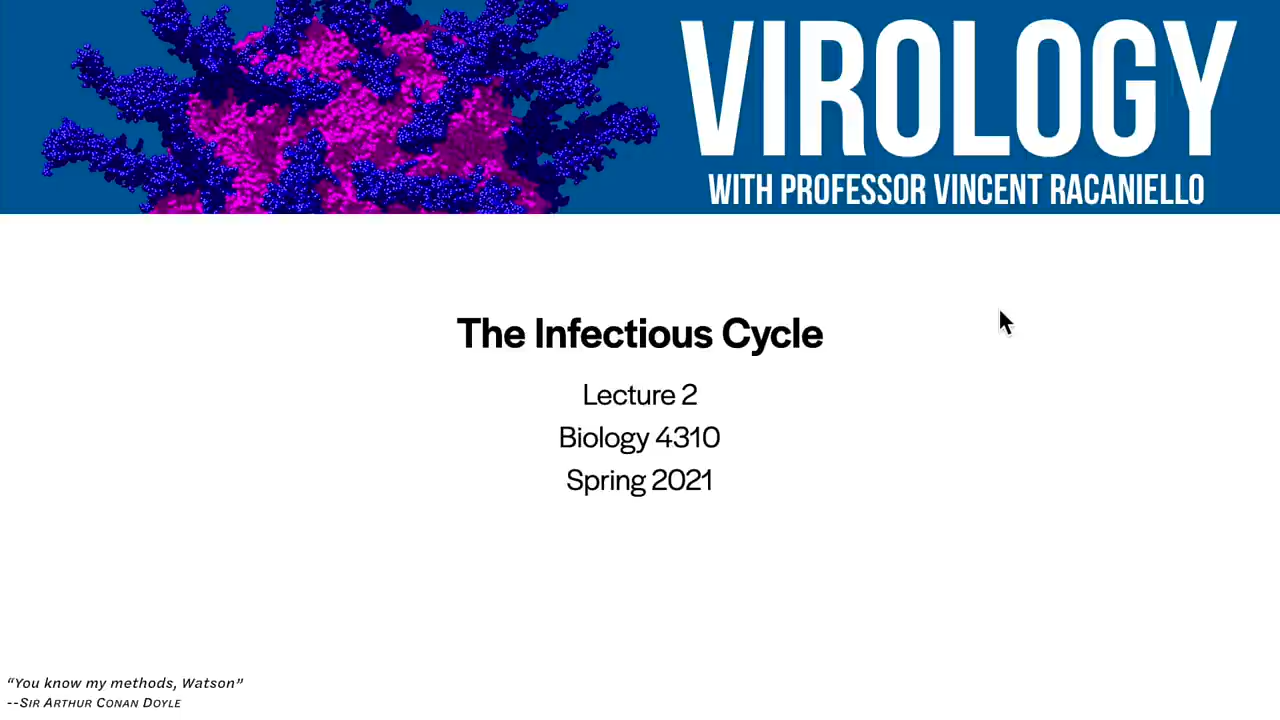 VIROLOGY
WITH PROFESSOR VINCENT RACANIELLO
The Infectious Cycle
Lecture 2
Biology 4310
Spring 2021
“You know my methods, Watson”
--SIR ARTHUR CONAN DOYLE